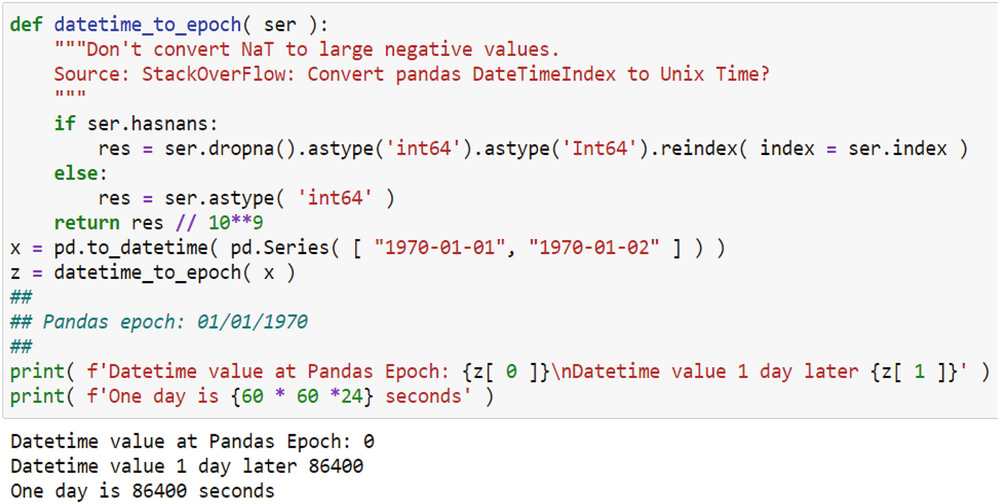 def datetime_to_epoch( ser ):
    """Don't convert NaT to large negative values.
    Source: StackOverFlow: Convert pandas DateTimeIndex to Unix Time?
    """
    if ser.hasnans:
        res = ser.dropna().astype('int64').astype('Int64').reindex( index = ser.index )
    else:
        res = ser.astype( 'int64' )
    return res // 10**9
x = pd.to_datetime( pd.Series( [ "1970-01-01", "1970-01-02" ] ) )
z = datetime_to_epoch( x )
##
## Pandas epoch: 01/01/1970
##
print( f'Datetime value at Pandas Epoch: {z[ 0 ]}\nDatetime value 1 day later {z[ 1 ]}' )
print( f'One day is {60 * 60 *24} seconds' )
Datetime value at Pandas Epoch: 0
Datetime value 1 day later 86400
One day is 86400 seconds